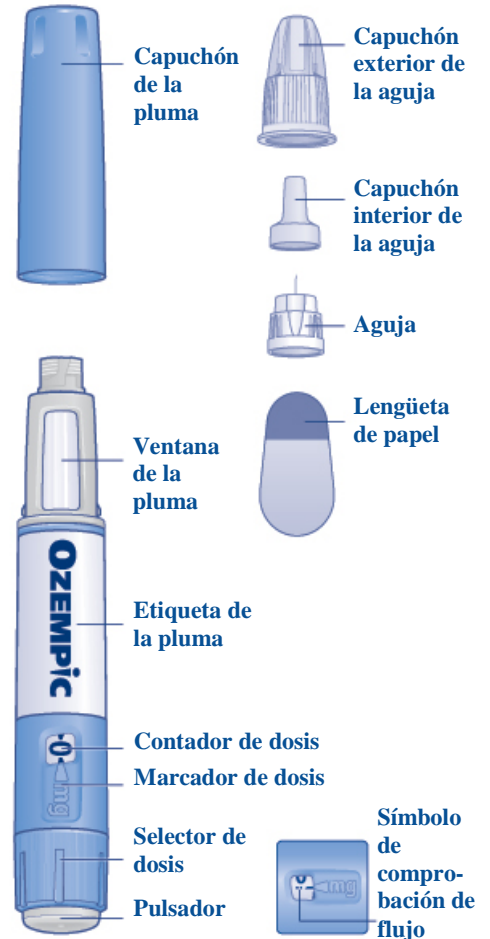 Capuchón
de la
pluma
Capuchón
exterior de
la aguja
Capuchón
interior de
la aguja
Aguja
Lengüeta
de papel
Ventana
de la
pluma
OZEMPIC
Etiqueta de
la pluma
0
mg
Contador de dosis
Marcador de dosis
Selector de
dosis
Pulsador
mg
Símbolo
de
compro-
bación de
flujo